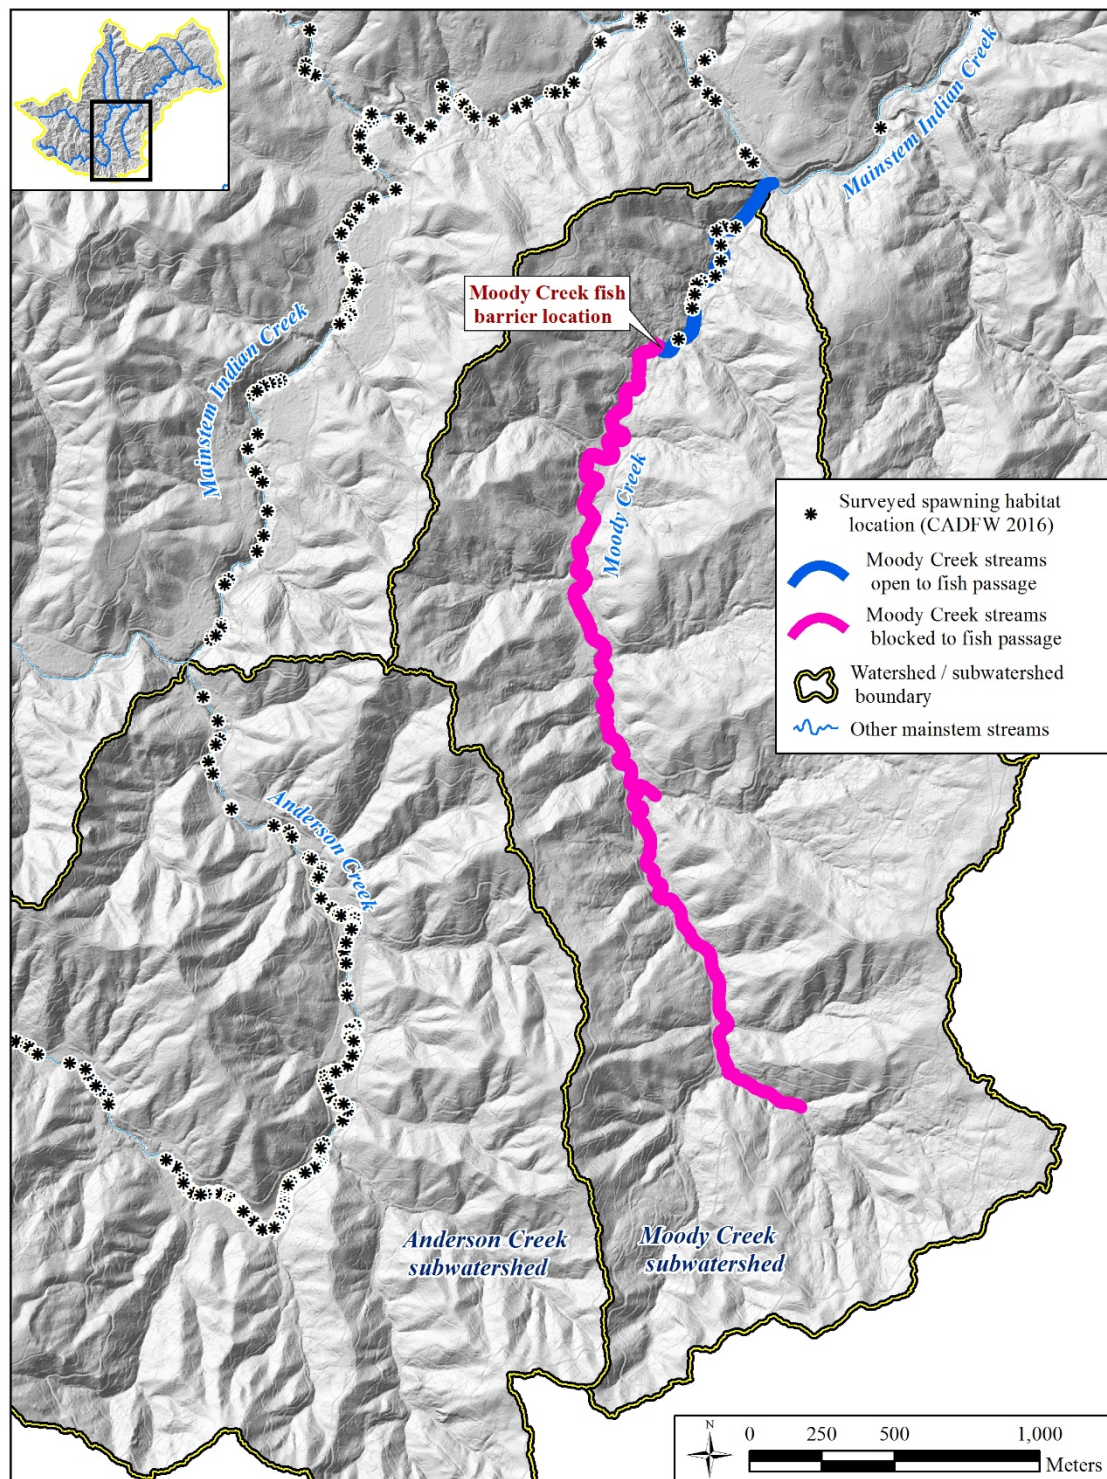 Mainstem Indian Creek
Moody Creek fish
barrier location
Mainstem Indian Creek
Moody Creek
Surveyed spawning habitat
location (CADFW 2016)
Moody Creek streams
open to fish passage
Moody Creek streams
blocked to fish passage
Watershed / subwatershed
boundary
Other mainstem streams
Anderson Creek
Anderson Creek
subwatershed
Moody Creek
subwatershed
N
0 250 500 1,000
Meters